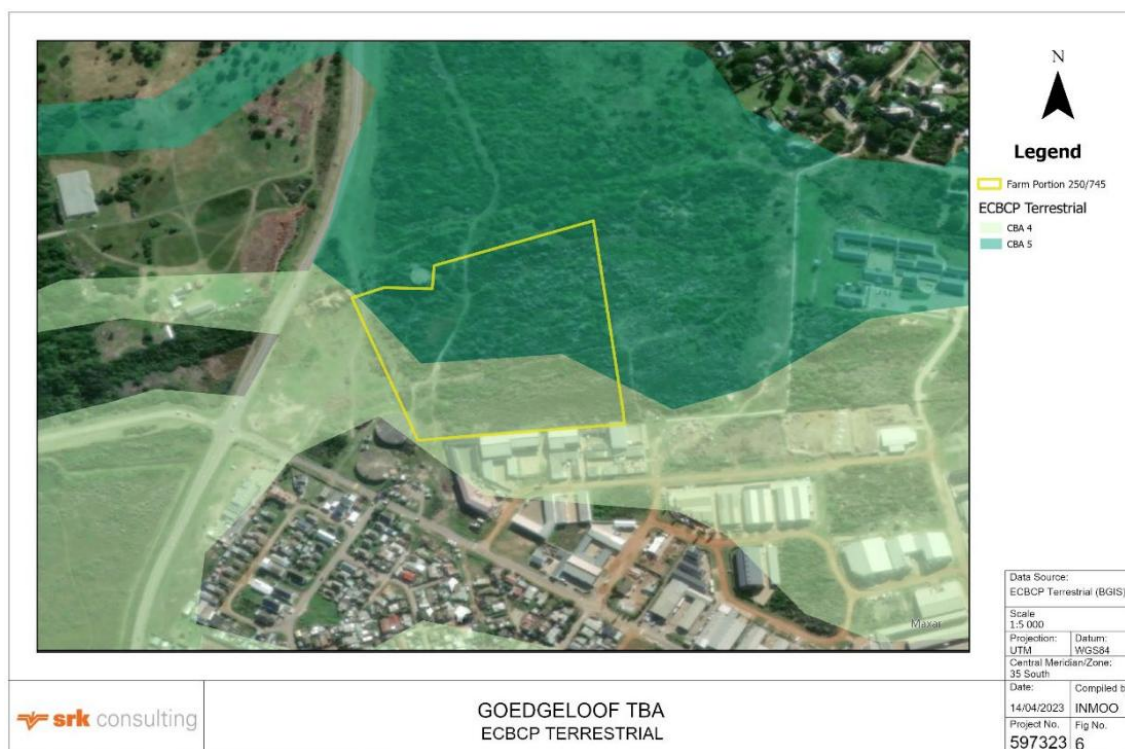 N
Legend
Farm Portion 250/745
ECBCP Terrestrial
CBA 4
CBA 5
Maxar
Data Source:
ECBCP Terrestrial (BGIS)
Scale
1:5 000
Projection: Datum:
UTM WGS84
Central Meridian/Zone:
35 South
Date: Compiled b
14/04/2023 INMOO
Project No. Fig No.
597323 6
srk consulting
GOEDGELOOF TBA
ECBCP TERRESTRIAL